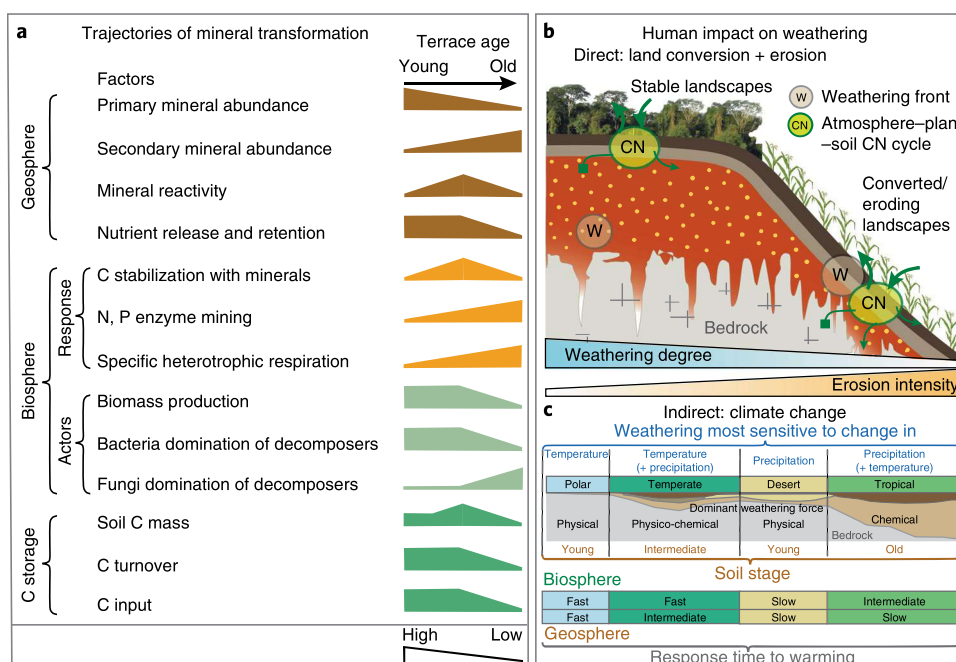 a
Trajectories of mineral transformation
Terrace age
Young Old
Factors
Geosphere
Primary mineral abundance
Secondary mineral abundance
Mineral reactivity
Nutrient release and retention
Biosphere
Response
C stabilization with minerals
N, P enzyme mining
Specific heterotrophic respiration
Actors
Biomass production
Bacteria domination of decomposers
Fungi domination of decomposers
C storage
Soil C mass
C turnover
C input
High Low
b
Human impact on weathering
Direct: land conversion + erosion
Stable landscapes
W Weathering front
CN Atmosphere–plant
–soil CN cycle
CN
Converted/
eroding
landscapes
W
W
CN
Bedrock
Weathering degree
Erosion intensity
c
Indirect: climate change
Weathering most sensitive to change in
Temperature Temperature Precipitation Precipitation
(+ precipitation) (+ temperature)
Polar Temperate Desert Tropical
Dominant weathering force
Physical Physico-chemical Physical Chemical
Bedrock
Young Intermediate Young Old
Soil stage
Biosphere
Fast Fast Slow Intermediate
Fast Intermediate Slow Slow
Geosphere
Response time to warming